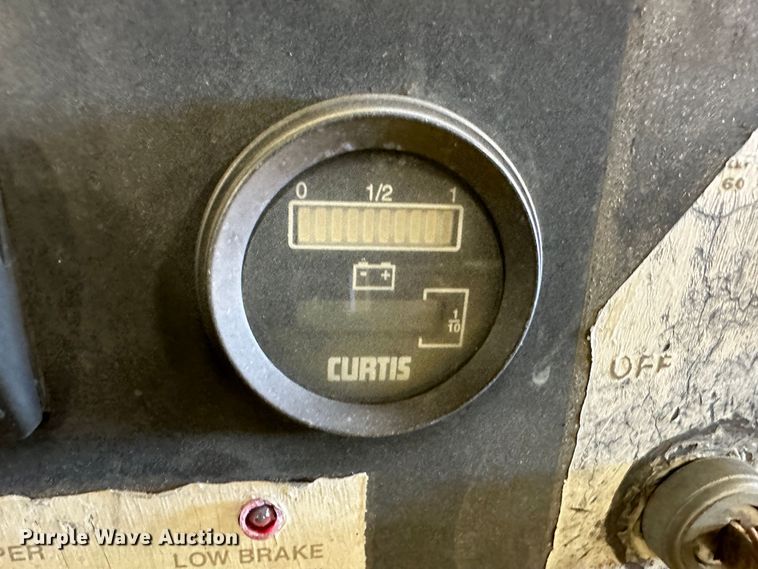 0 1/2 1
60
- +
1/10
OFF
CURTIS
Purple Wave Auction
PER
LOW BRAKE